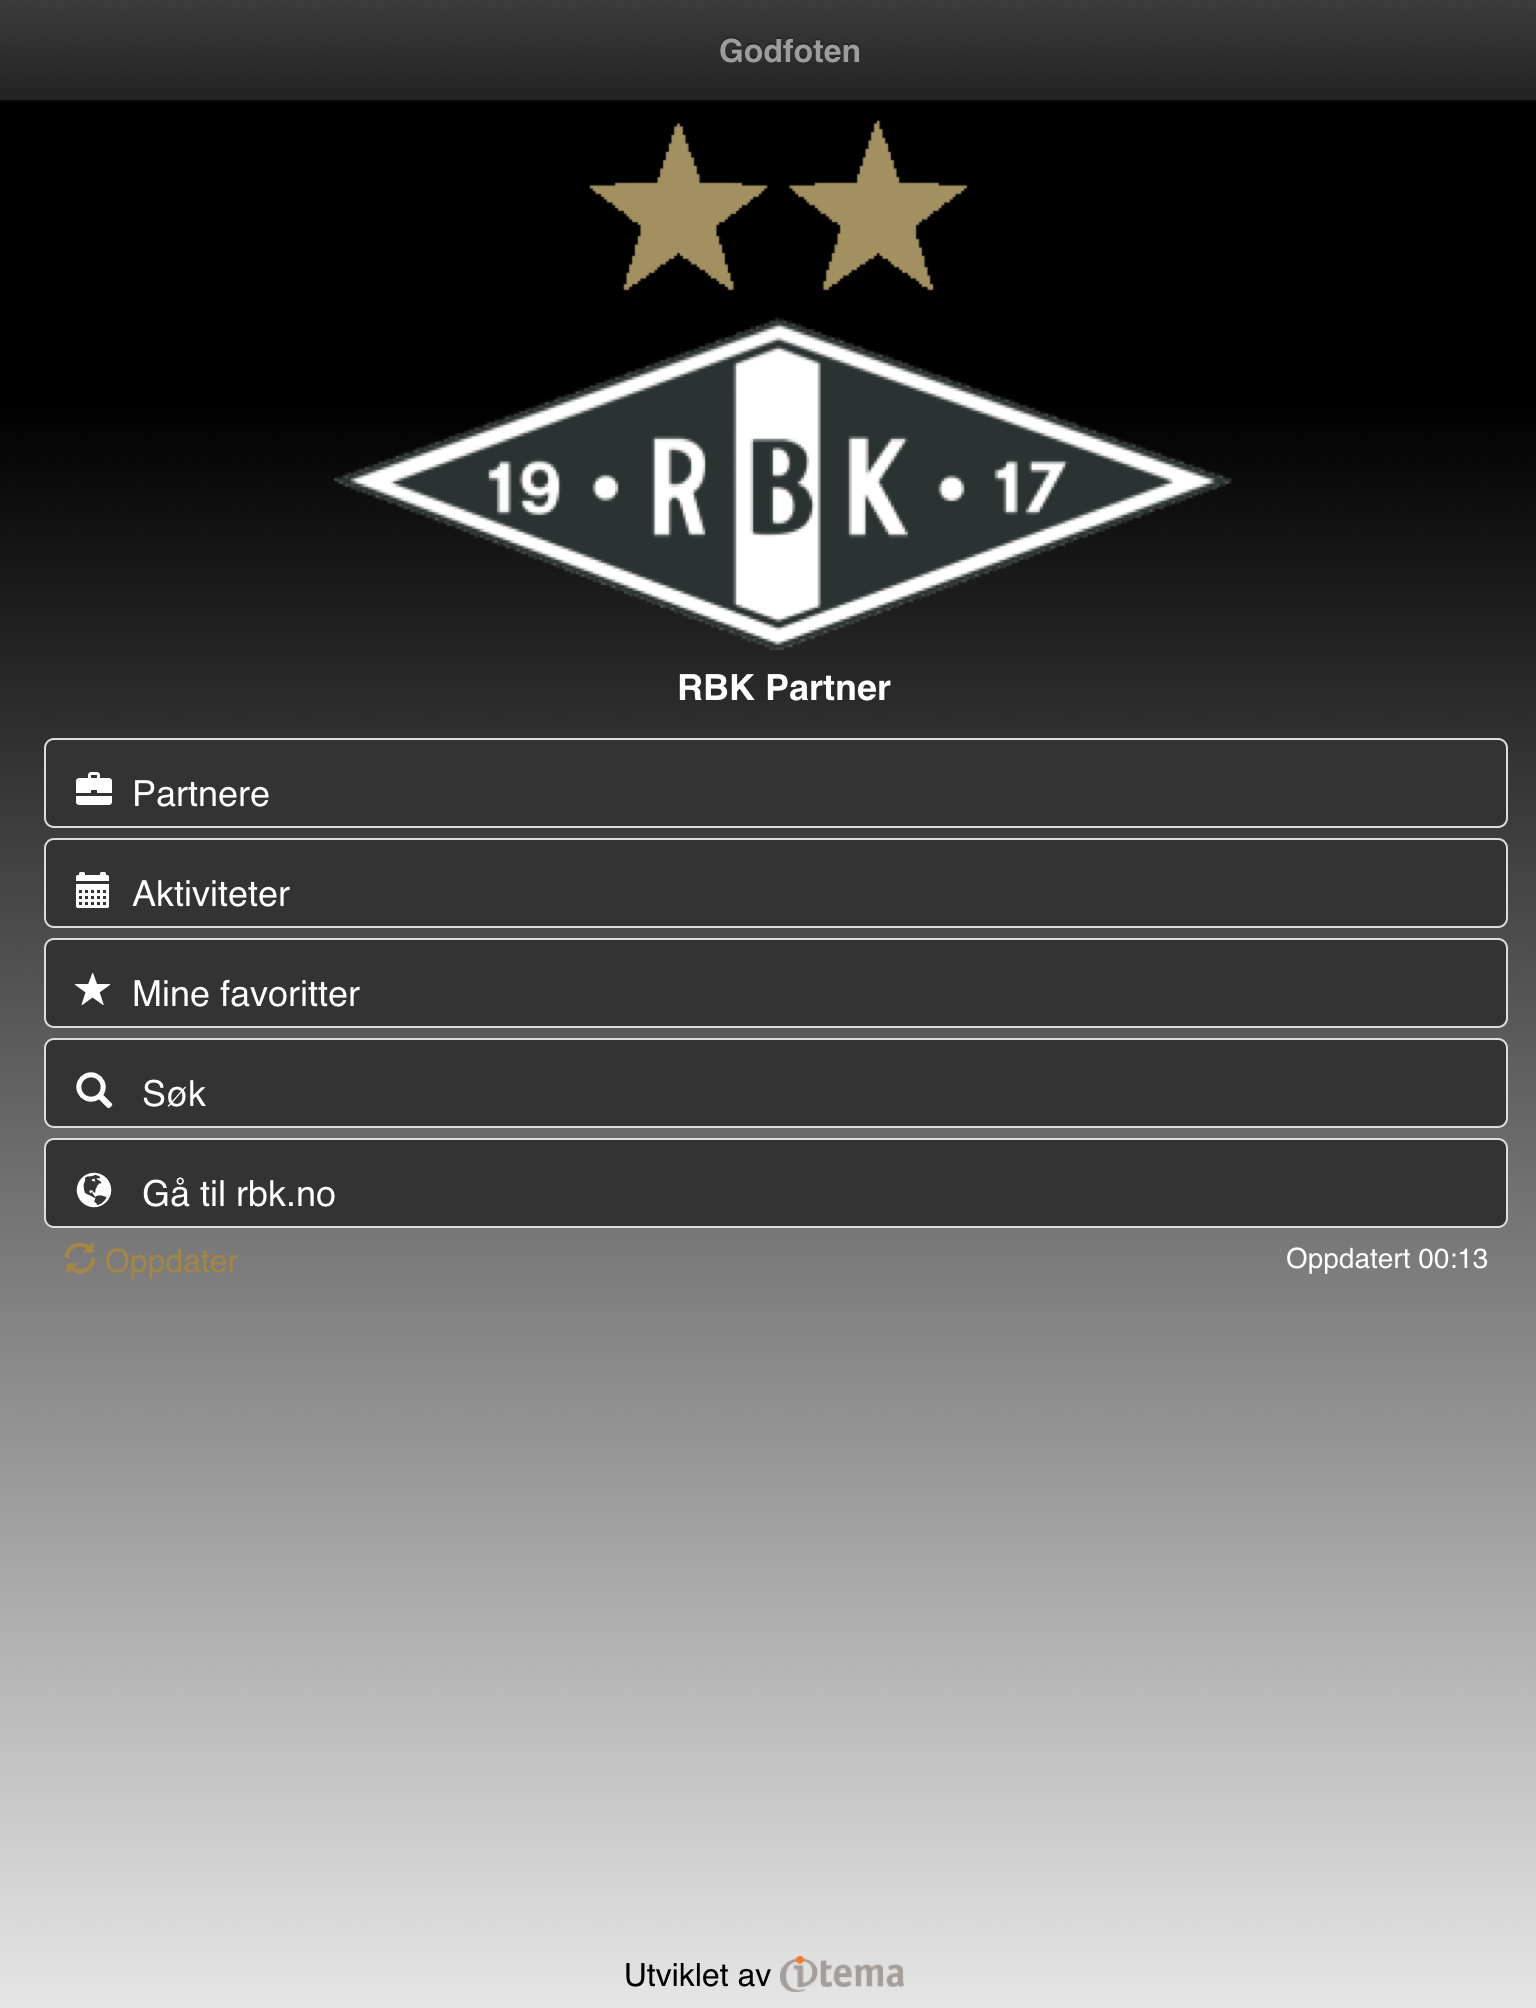 Godfoten
19 • R B K • 17
RBK Partner
Partnere
Aktiviteter
Mine favoritter
Søk
Gå til rbk.no
Oppdater Oppdatert 00:13
Utviklet av itema